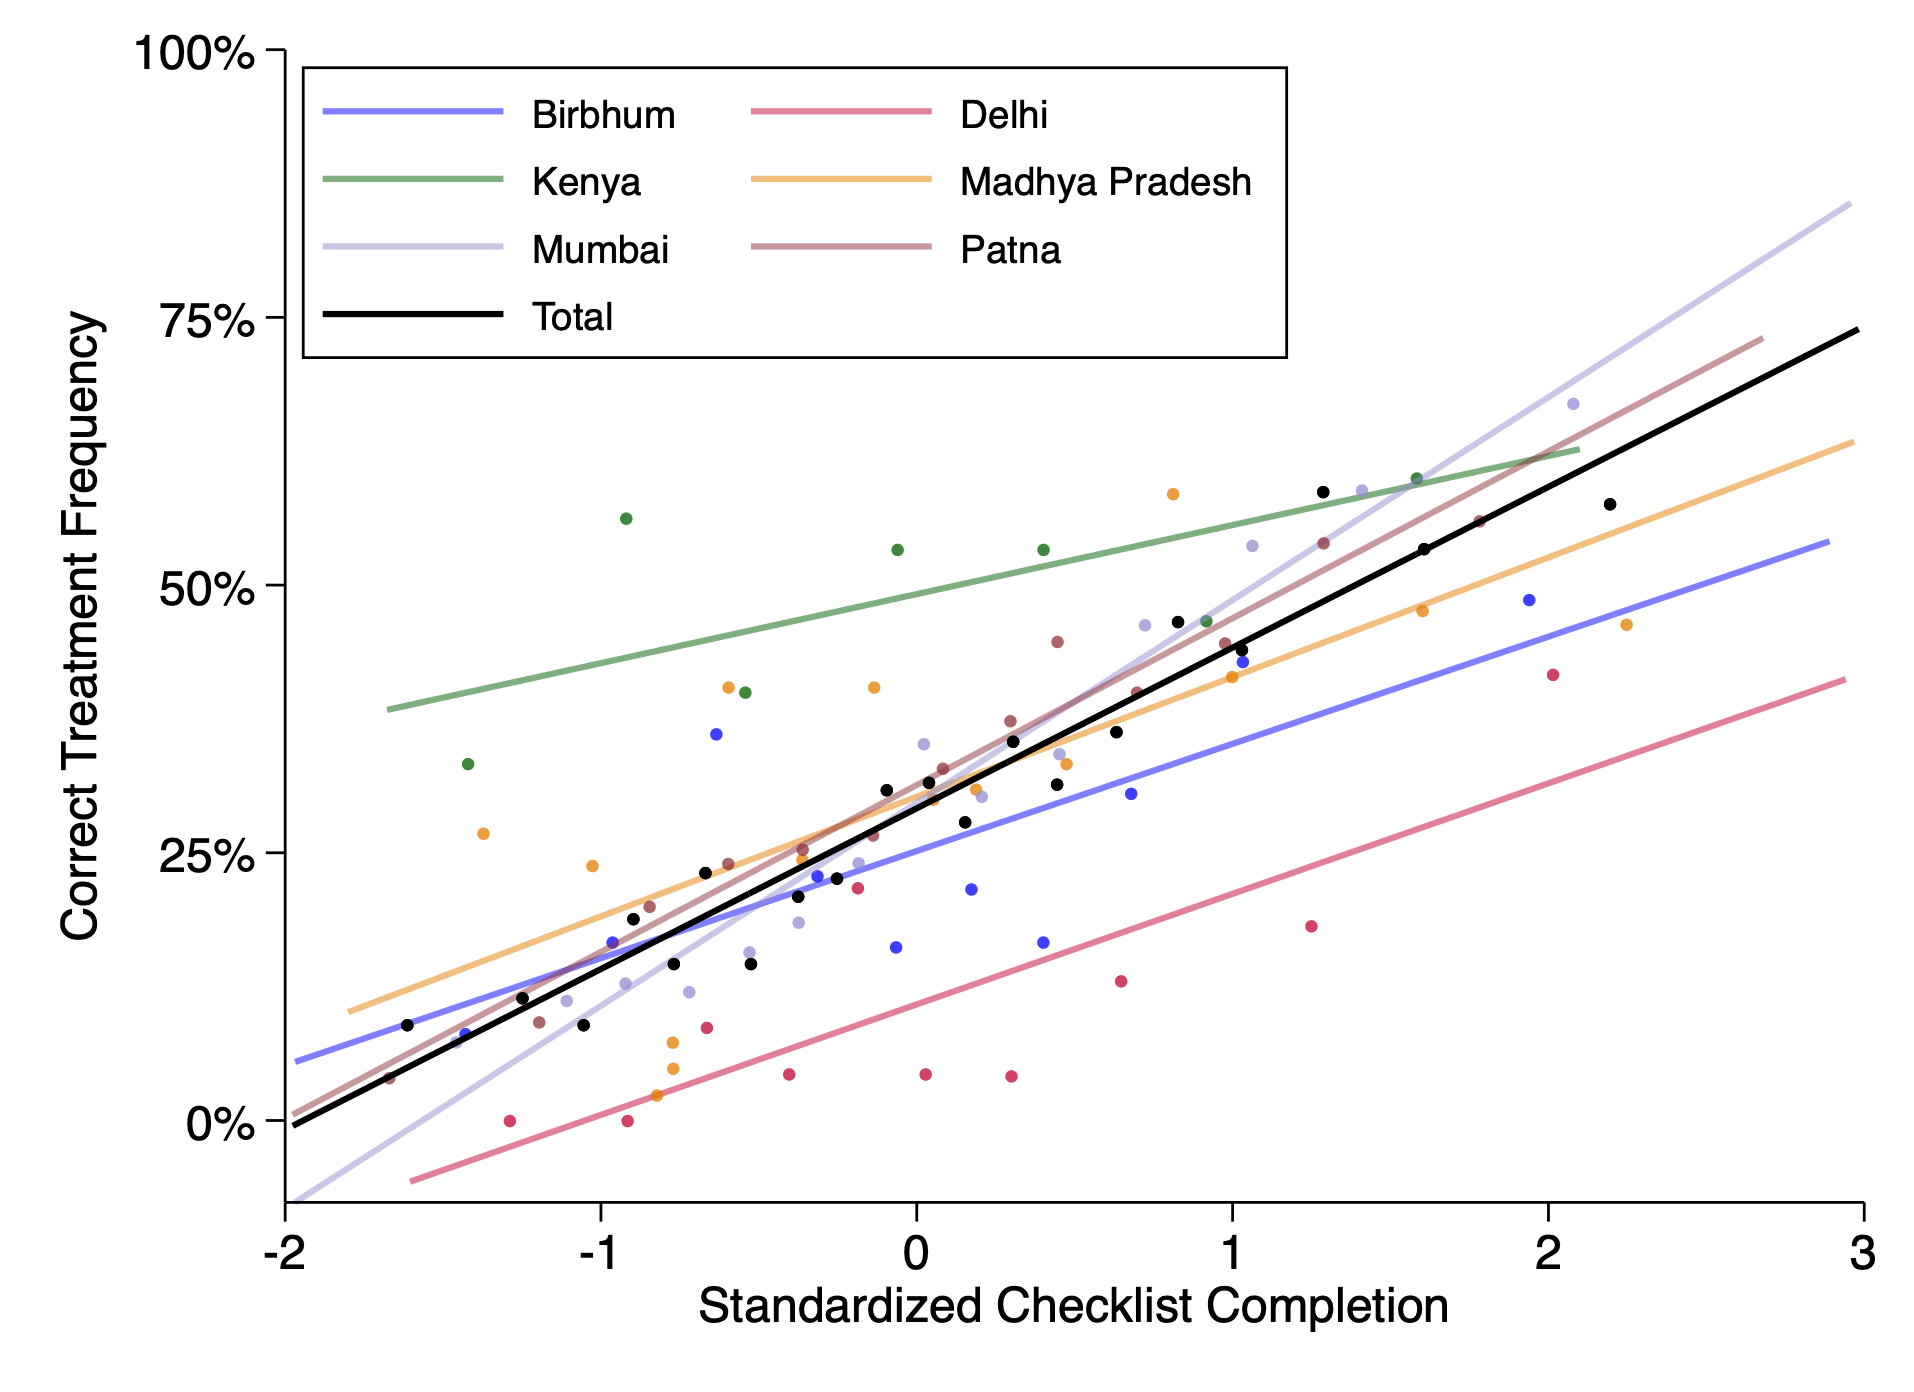 100%
75%
50%
25%
0%
Correct Treatment Frequency
Birbhum
Delhi
Kenya
Madhya Pradesh
Mumbai
Patna
Total
-2
-1
0
1
2
3
Standardized Checklist Completion